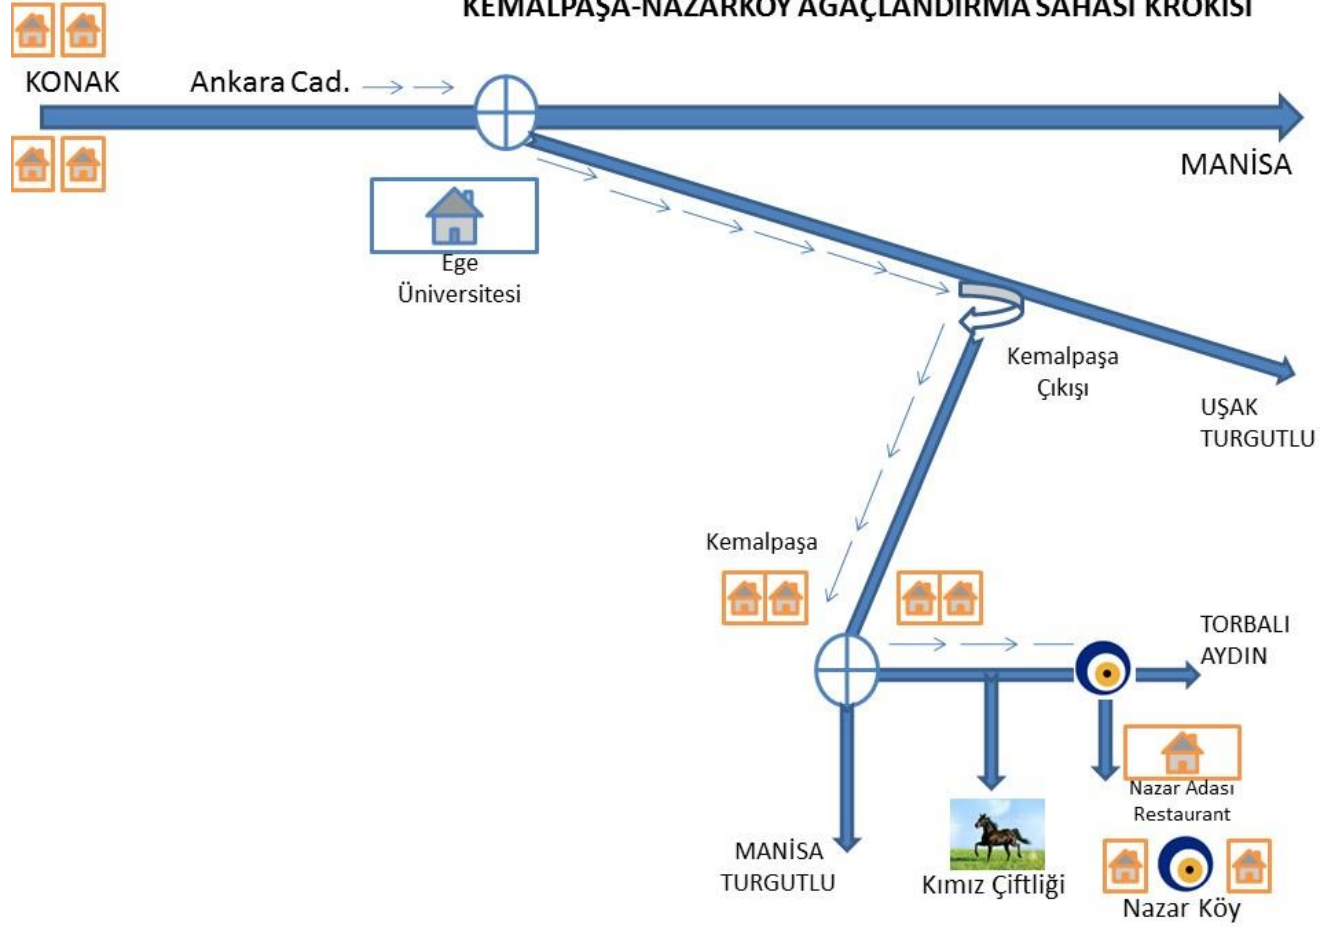 KEMALPAŞA-NAZARKÖY AĞAÇLANDIRMA SAHASI KROKİSİ
KONAK
Ankara Cad.
MANİSA
Ege
Üniversitesi
Kemalpaşa
Çıkışı
UŞAK
TURGUTLU
Kemalpaşa
TORBALI
AYDIN
Nazar Adası
Restaurant
MANİSA
TURGUTLU
Kımız Çiftliği
Nazar Köy